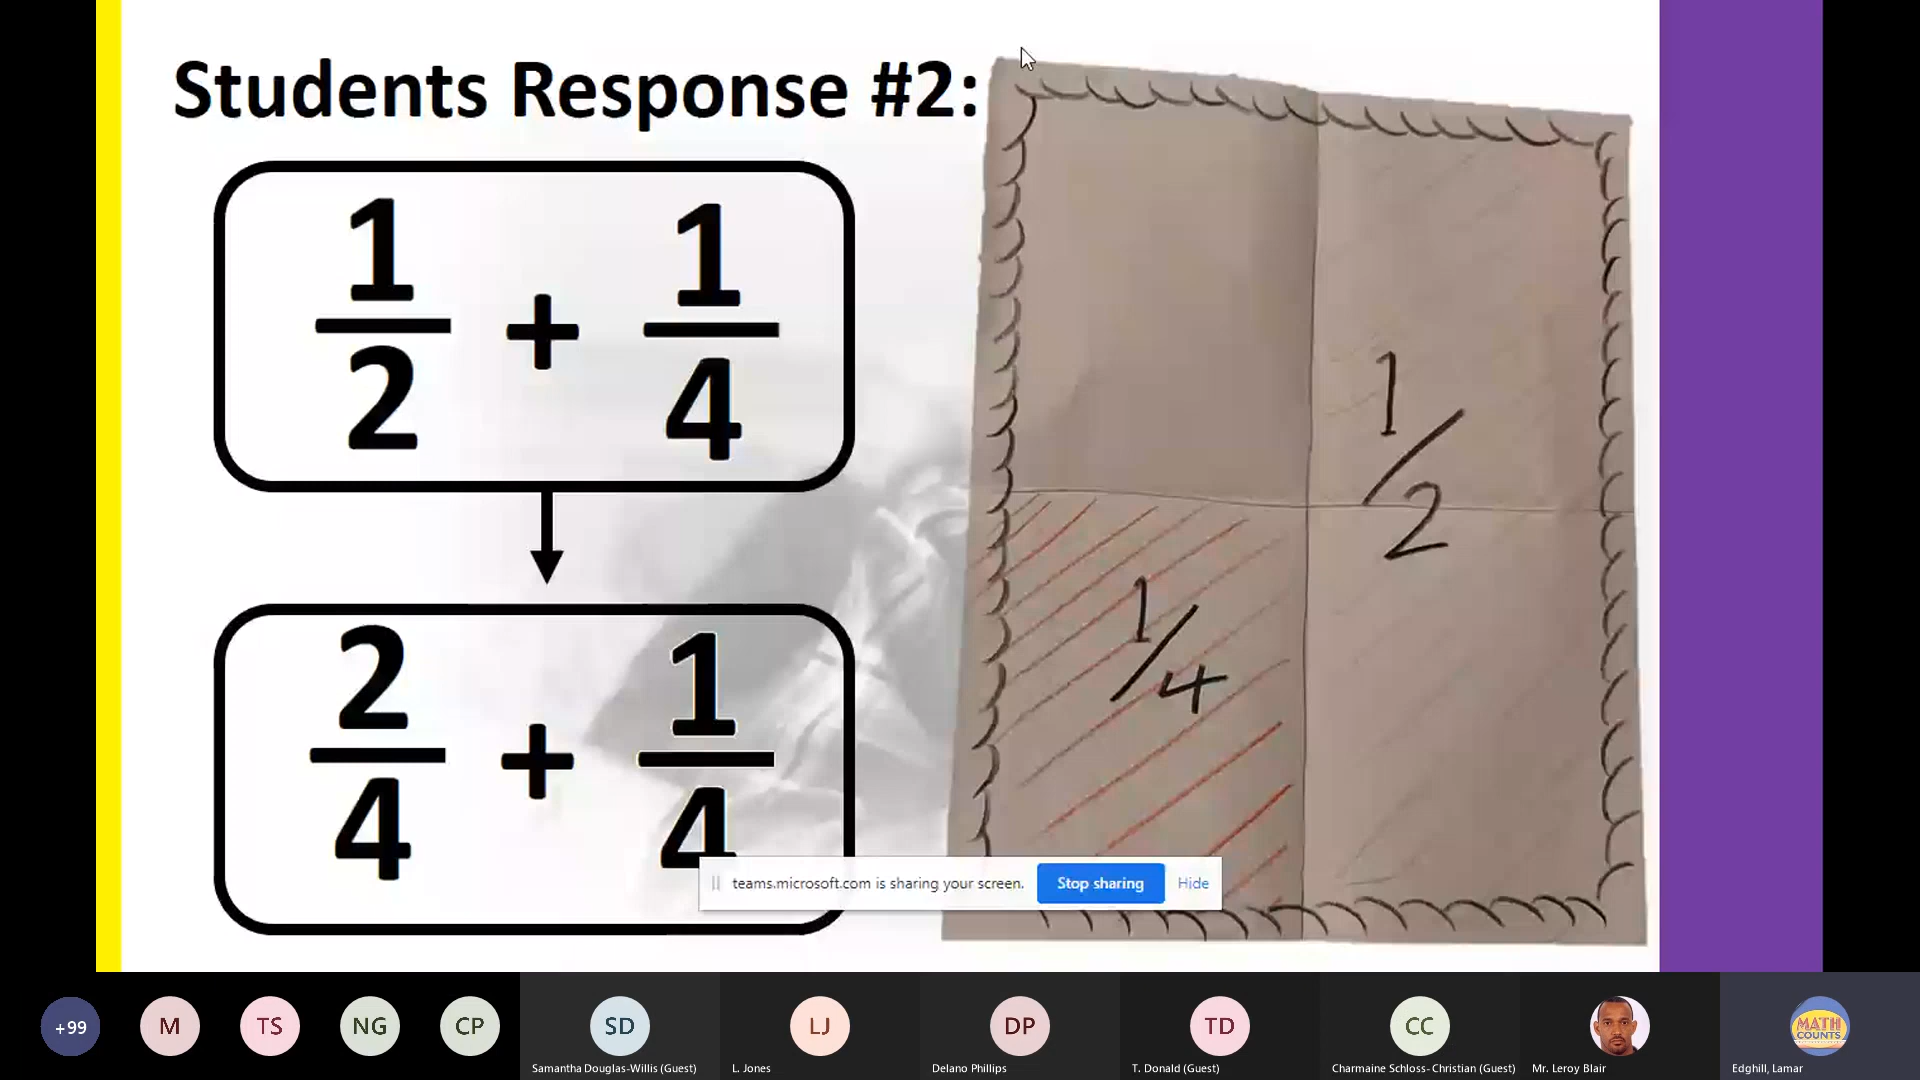 Students Response #2:
1/2 + 1/4
2/4 + 1/4
1/2
1/4
teams.microsoft.com is sharing your screen. Stop sharing Hide
+99 M TS NG CP SD LJ DP TD CC MATH
COUNTS
Samantha Douglas-Willis (Guest) L. Jones Delano Phillips T. Donald (Guest) Charmaine Schloss- Christian (Guest) Mr. Leroy Blair Edghill, Lamar